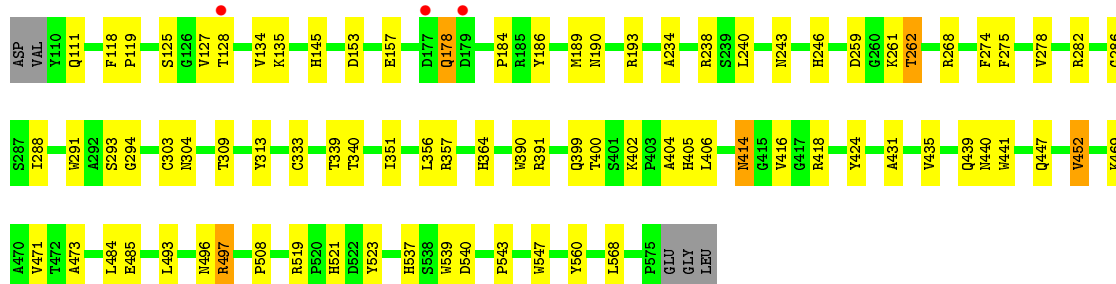 ASP VAL Y110 Q111 F118 P119 S125 G126 V127 T128 V134 K135 H145 D153 E157 D177 Q178 D179 P184 R185 Y186 M189 N190 R193 A234 R238 S239 L240 N243 H246 D259 G260 K261 T262 R268 F274 F275 V278 R282 G286
S287 I288 W291 A292 S293 G294 C303 N304 T309 Y313 C333 T339 T340 I351 L356 R357 H364 W390 R391 Q399 T400 S401 K402 P403 A404 H405 L406 N414 G415 V416 G417 R418 Y424 A431 V435 Q439 N440 W441 Q447 V452 K469
A470 V471 T472 A473 L484 E485 L493 N496 R497 P508 R519 P520 H521 D522 Y523 H537 S538 W539 D540 P543 W547 Y560 L568 P575 GLU GLY LEU